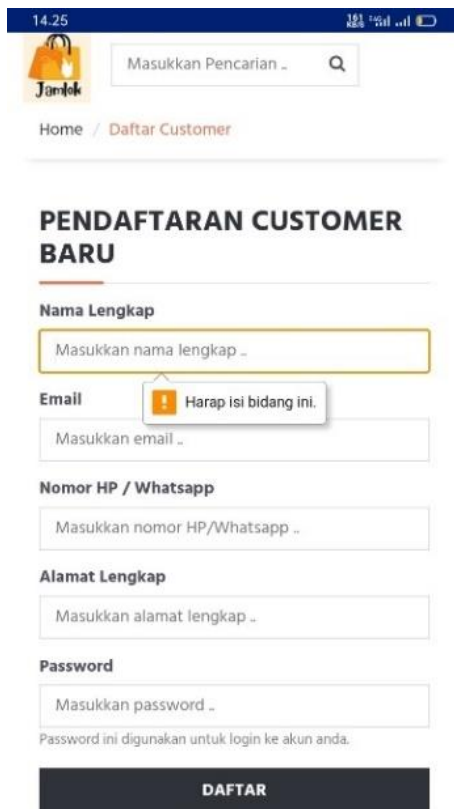 14.25
Jamlok
Masukkan Pencarian ..
Home / Daftar Customer
PENDAFTARAN CUSTOMER
BARU
Nama Lengkap
Masukkan nama lengkap ..
Harap isi bidang ini.
Email
Masukkan email ..
Nomor HP / Whatsapp
Masukkan nomor HP/Whatsapp ..
Alamat Lengkap
Masukkan alamat lengkap ..
Password
Masukkan password ..
Password ini digunakan untuk login ke akun anda.
DAFTAR